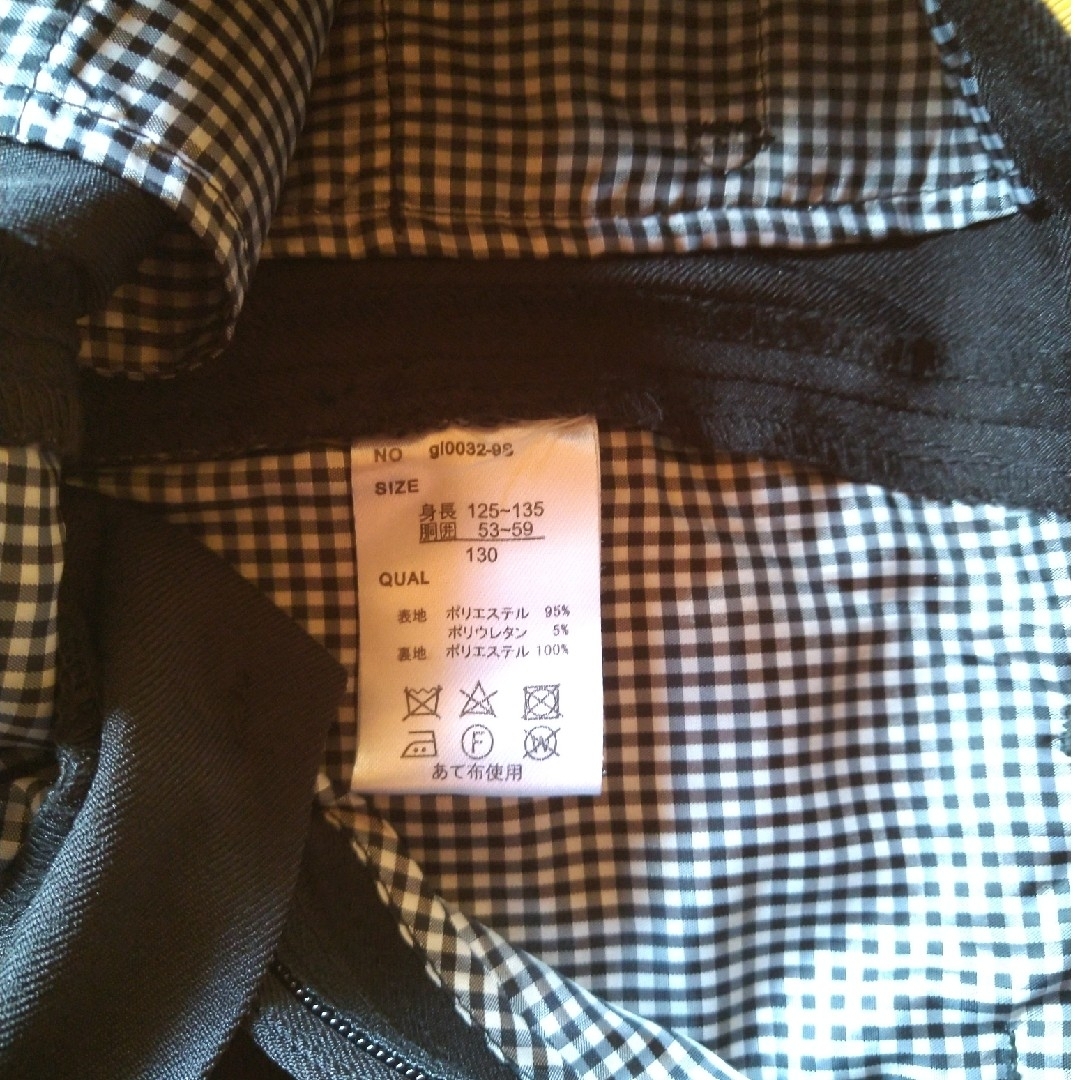 NO gl0032-9S
SIZE
身長 125~135
胴囲 53~59
130
QUAL
表地 ポリエステル 95%
ポリウレタン 5%
裏地 ポリエステル 100%
F
W
あて布使用